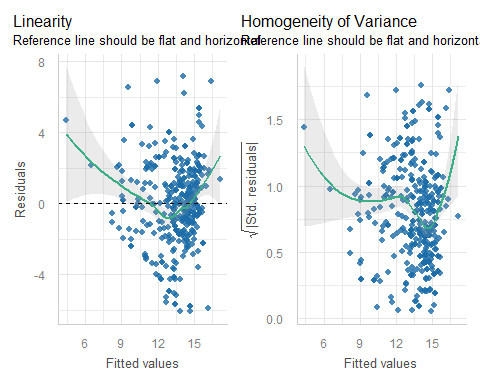 Linearity
Reference line should be flat and horizontal
Residuals
8
4
0
-4
6
9
12
15
Fitted values
Homogeneity of Variance
Reference line should be flat and horizont
√|Std. residuals|
1.5
1.0
0.5
0.0
6
9
12
15
Fitted values